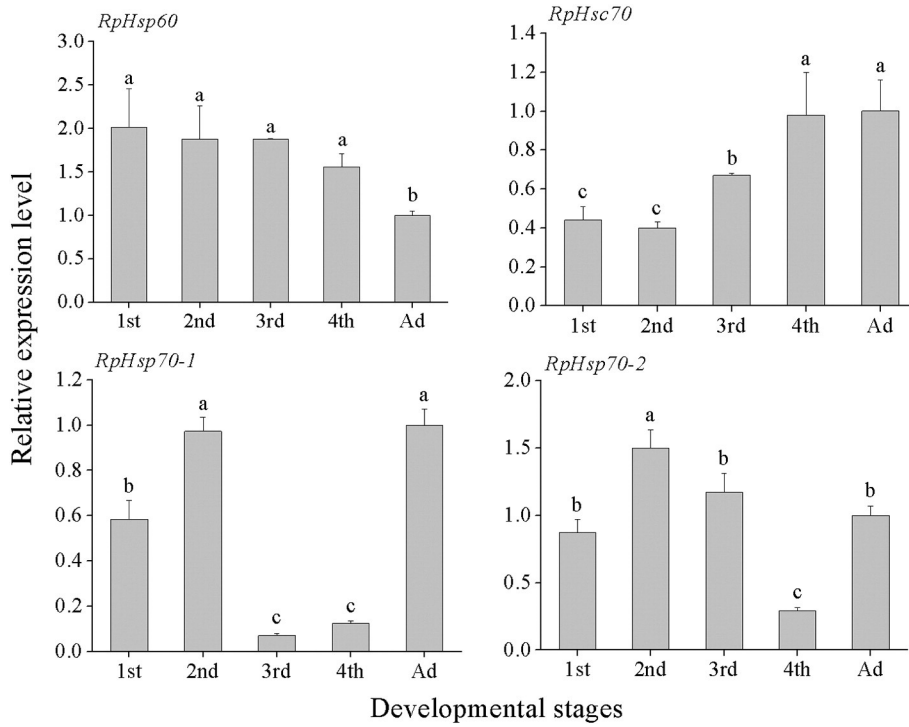 RpHsp60
3.0
2.5
2.0
1.5
1.0
0.5
0.0
a
a
a
a
b
1st 2nd 3rd 4th Ad
RpHsc70
1.4
1.2
1.0
0.8
0.6
0.4
0.2
0.0
c
c
b
a
a
1st 2nd 3rd 4th Ad
RpHsp70-1
1.2
1.0
0.8
0.6
0.4
0.2
0.0
b
a
c
c
a
1st 2nd 3rd 4th Ad
RpHsp70-2
2.0
1.5
1.0
0.5
0.0
b
a
b
c
b
1st 2nd 3rd 4th Ad
Relative expression level
Developmental stages